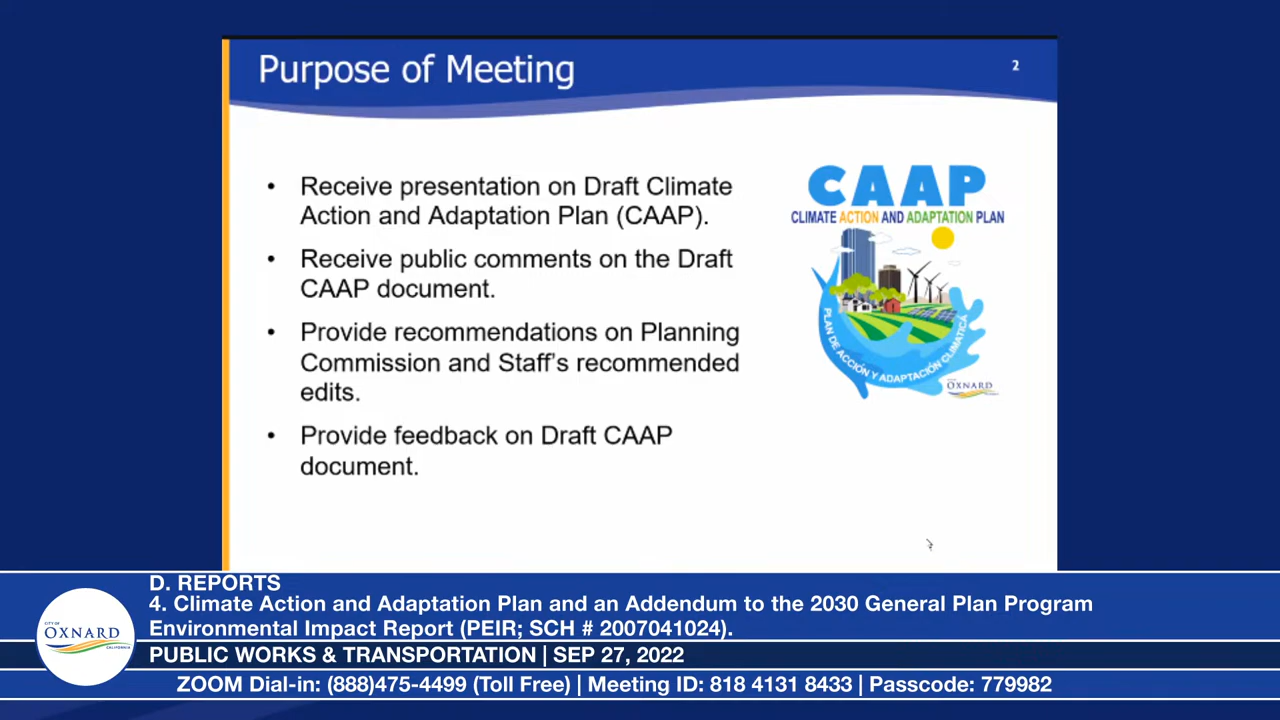 Purpose of Meeting
2
• Receive presentation on Draft Climate
Action and Adaptation Plan (CAAP).
• Receive public comments on the Draft
CAAP document.
• Provide recommendations on Planning
Commission and Staff's recommended
edits.
• Provide feedback on Draft CAAP
document.
CAAP
CLIMATE ACTION AND ADAPTATION PLAN
PLAN DE ACCIÓN Y ADAPTACIÓN CLIMATICA
OXNARD
D. REPORTS
4. Climate Action and Adaptation Plan and an Addendum to the 2030 General Plan Program
Environmental Impact Report (PEIR; SCH # 2007041024).
PUBLIC WORKS & TRANSPORTATION | SEP 27, 2022
ZOOM Dial-in: (888)475-4499 (Toll Free) | Meeting ID: 818 4131 8433 | Passcode: 779982
CITY OF
OXNARD
CALIFORNIA